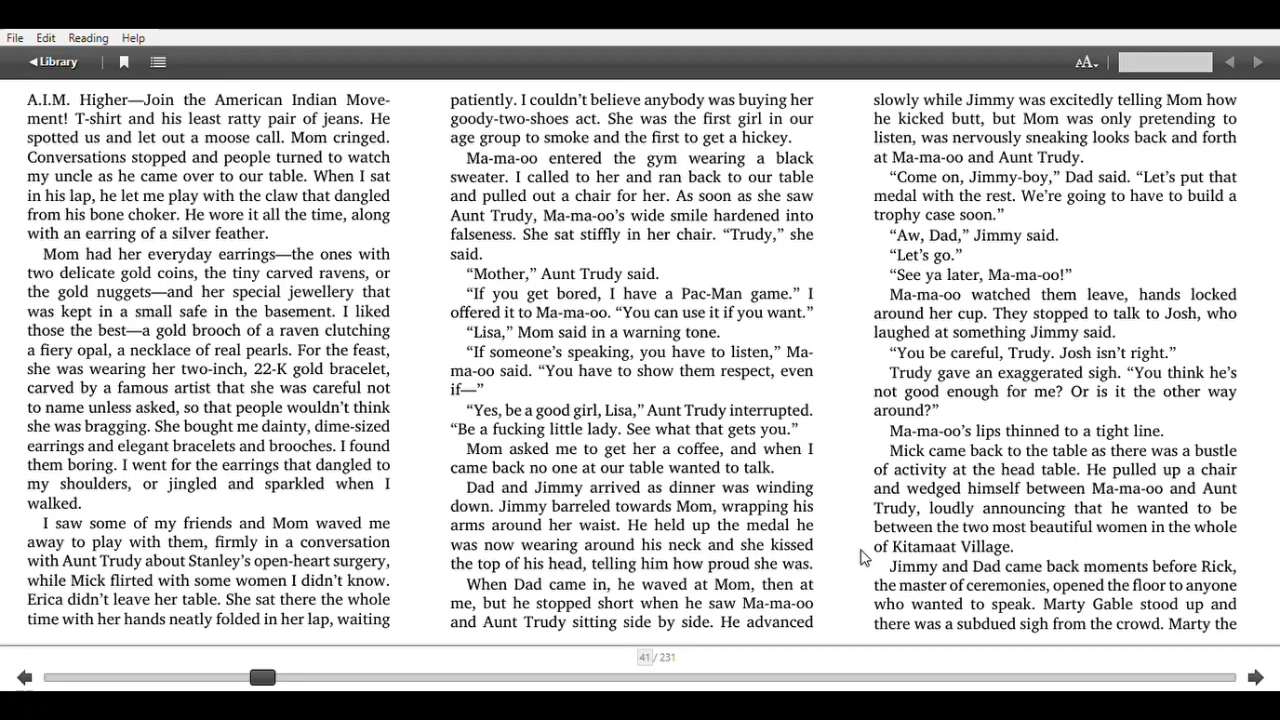 File Edit Reading Help
Library
AA
A.I.M. Higher—Join the American Indian Move-
ment! T-shirt and his least ratty pair of jeans. He
spotted us and let out a moose call. Mom cringed.
Conversations stopped and people turned to watch
my uncle as he came over to our table. When I sat
in his lap, he let me play with the claw that dangled
from his bone choker. He wore it all the time, along
with an earring of a silver feather.
Mom had her everyday earrings—the ones with
two delicate gold coins, the tiny carved ravens, or
the gold nuggets—and her special jewellery that
was kept in a small safe in the basement. I liked
those the best—a gold brooch of a raven clutching
a fiery opal, a necklace of real pearls. For the feast,
she was wearing her two-inch, 22-K gold bracelet,
carved by a famous artist that she was careful not
to name unless asked, so that people wouldn’t think
she was bragging. She bought me dainty, dime-sized
earrings and elegant bracelets and brooches. I found
them boring. I went for the earrings that dangled to
my shoulders, or jingled and sparkled when I
walked.
I saw some of my friends and Mom waved me
away to play with them, firmly in a conversation
with Aunt Trudy about Stanley’s open-heart surgery,
while Mick flirted with some women I didn’t know.
Erica didn’t leave her table. She sat there the whole
time with her hands neatly folded in her lap, waiting
patiently. I couldn’t believe anybody was buying her
goody-two-shoes act. She was the first girl in our
age group to smoke and the first to get a hickey.
Ma-ma-oo entered the gym wearing a black
sweater. I called to her and ran back to our table
and pulled out a chair for her. As soon as she saw
Aunt Trudy, Ma-ma-oo’s wide smile hardened into
falseness. She sat stiffly in her chair. “Trudy,” she
said.
“Mother,” Aunt Trudy said.
“If you get bored, I have a Pac-Man game.” I
offered it to Ma-ma-oo. “You can use it if you want.”
“Lisa,” Mom said in a warning tone.
“If someone’s speaking, you have to listen,” Ma-
ma-oo said. “You have to show them respect, even
if—”
“Yes, be a good girl, Lisa,” Aunt Trudy interrupted.
“Be a fucking little lady. See what that gets you.”
Mom asked me to get her a coffee, and when I
came back no one at our table wanted to talk.
Dad and Jimmy arrived as dinner was winding
down. Jimmy barreled towards Mom, wrapping his
arms around her waist. He held up the medal he
was now wearing around his neck and she kissed
the top of his head, telling him how proud she was.
When Dad came in, he waved at Mom, then at
me, but he stopped short when he saw Ma-ma-oo
and Aunt Trudy sitting side by side. He advanced
slowly while Jimmy was excitedly telling Mom how
he kicked butt, but Mom was only pretending to
listen, was nervously sneaking looks back and forth
at Ma-ma-oo and Aunt Trudy.
“Come on, Jimmy-boy,” Dad said. “Let’s put that
medal with the rest. We’re going to have to build a
trophy case soon.”
“Aw, Dad,” Jimmy said.
“Let’s go.”
“See ya later, Ma-ma-oo!”
Ma-ma-oo watched them leave, hands locked
around her cup. They stopped to talk to Josh, who
laughed at something Jimmy said.
“You be careful, Trudy. Josh isn’t right.”
Trudy gave an exaggerated sigh. “You think he’s
not good enough for me? Or is it the other way
around?”
Ma-ma-oo’s lips thinned to a tight line.
Mick came back to the table as there was a bustle
of activity at the head table. He pulled up a chair
and wedged himself between Ma-ma-oo and Aunt
Trudy, loudly announcing that he wanted to be
between the two most beautiful women in the whole
of Kitamaat Village.
Jimmy and Dad came back moments before Rick,
the master of ceremonies, opened the floor to anyone
who wanted to speak. Marty Gable stood up and
there was a subdued sigh from the crowd. Marty the
41 / 231